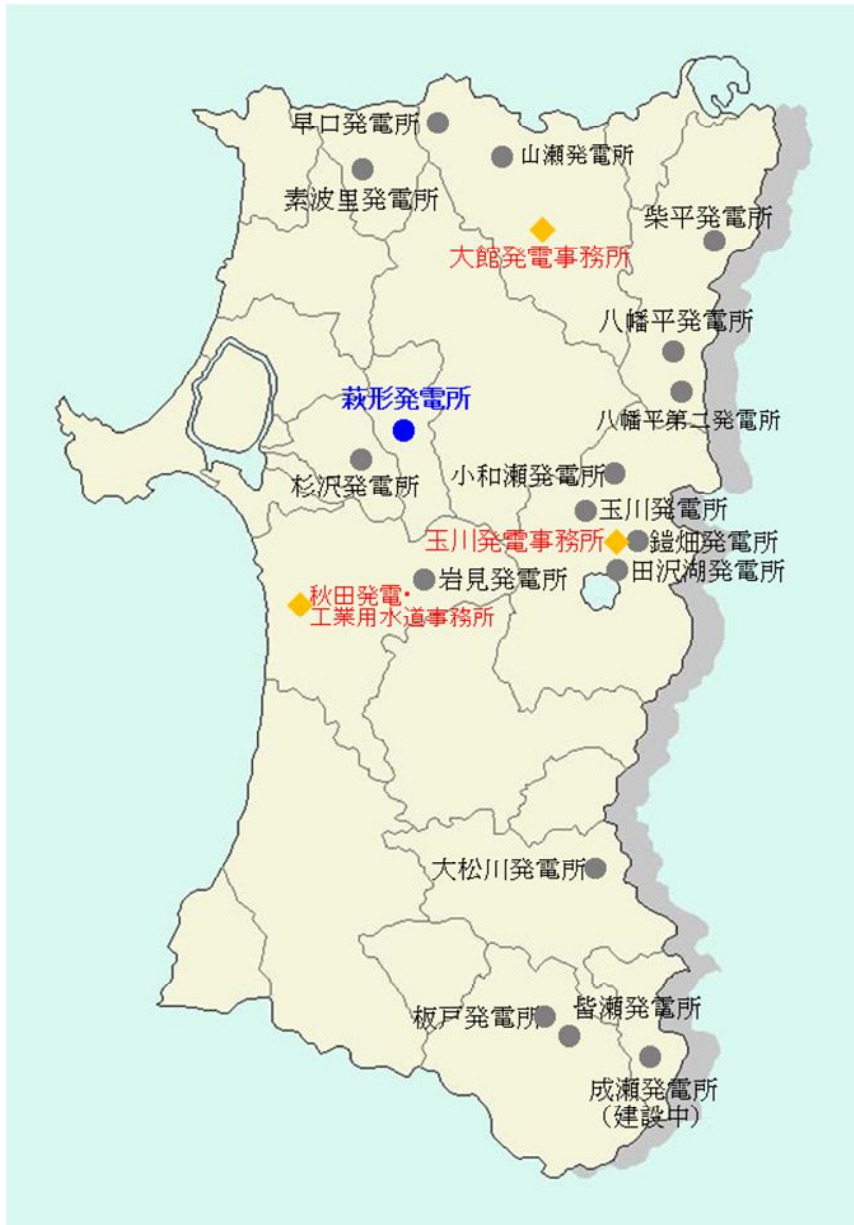 早口発電所
山瀬発電所
素波里発電所
柴平発電所
大館発電事務所
八幡平発電所
萩形発電所
八幡平第二発電所
小和瀬発電所
杉沢発電所
玉川発電所
玉川発電事務所
鎧畑発電所
田沢湖発電所
岩見発電所
秋田発電・
工業用水道事務所
大松川発電所
皆瀬発電所
板戸発電所
成瀬発電所
(建設中)